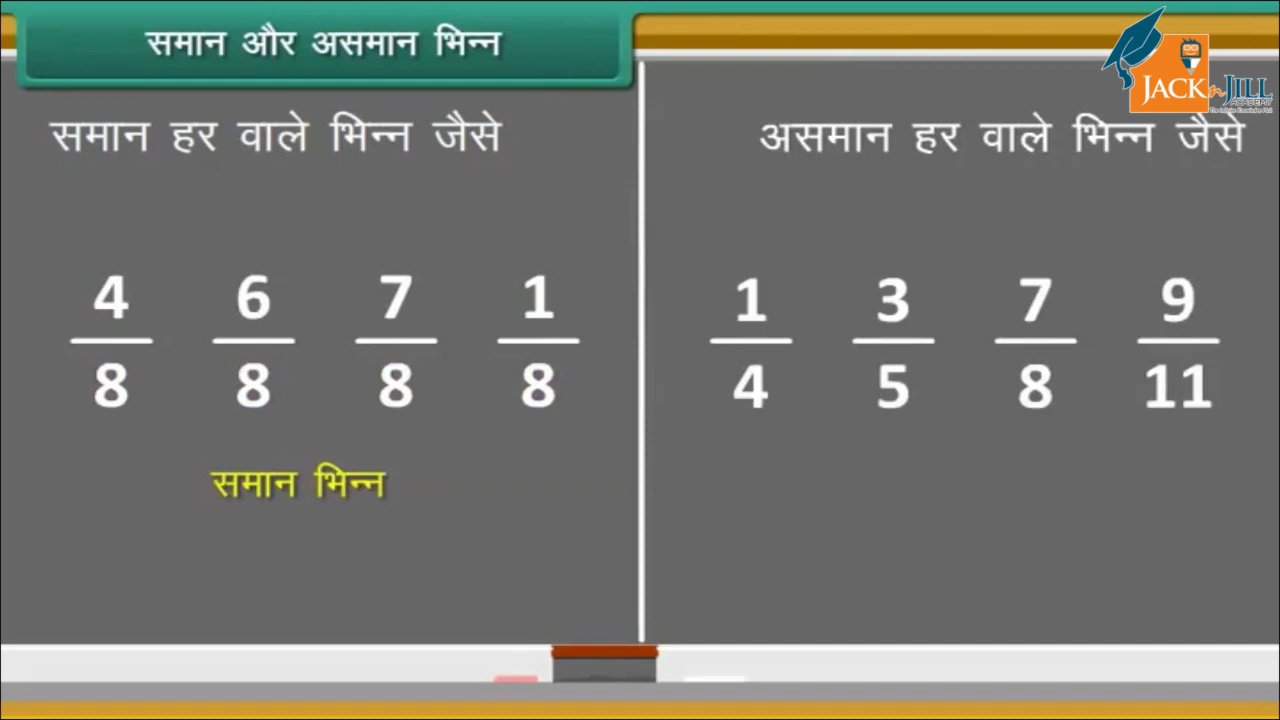 समान और असमान भिन्न
JACK n JILL
ACADEMY
समान हर वाले भिन्न जैसे
असमान हर वाले भिन्न जैसे
4 6 7 1
8 8 8 8
1 3 7 9
4 5 8 11
समान भिन्न